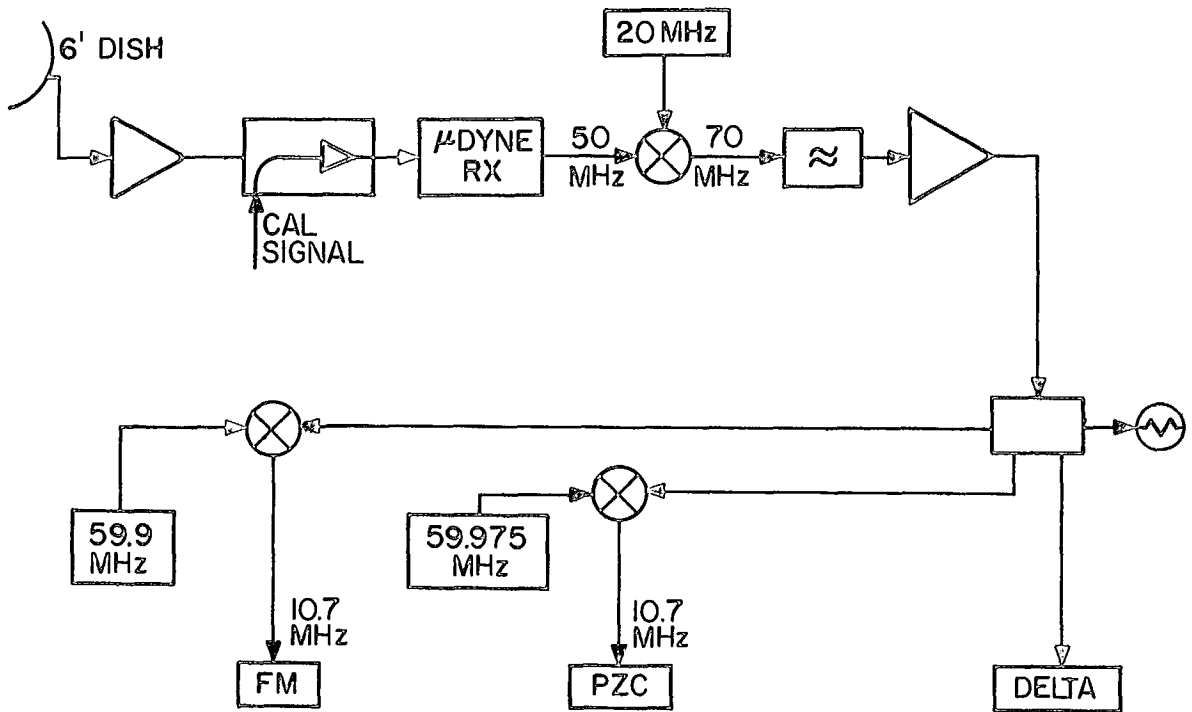 6' DISH
20 MHz
μDYNE
RX
50
MHz
70
MHz
≈
CAL
SIGNAL
59.9
MHz
59.975
MHz
10.7
MHz
10.7
MHz
FM
PZC
DELTA